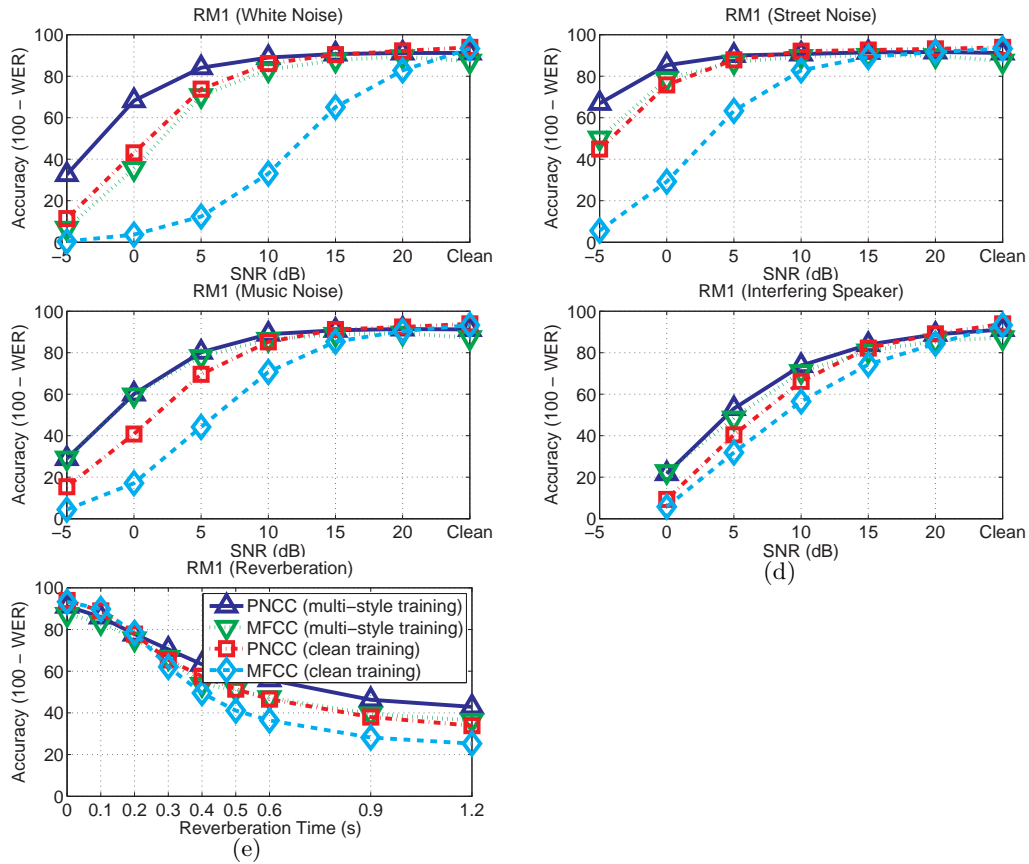 RM1 (White Noise)
Accuracy (100 − WER)
100
80
60
40
20
0
−5 0 5 10 15 20 Clean
SNR (dB)
RM1 (Street Noise)
Accuracy (100 − WER)
100
80
60
40
20
0
−5 0 5 10 15 20 Clean
SNR (dB)
RM1 (Music Noise)
Accuracy (100 − WER)
100
80
60
40
20
0
−5 0 5 10 15 20 Clean
SNR (dB)
RM1 (Interfering Speaker)
Accuracy (100 − WER)
100
80
60
40
20
0
−5 0 5 10 15 20 Clean
SNR (dB)
(d)
RM1 (Reverberation)
Accuracy (100 − WER)
100
80
60
40
20
0
PNCC (multi−style training)
MFCC (multi−style training)
PNCC (clean training)
MFCC (clean training)
0 0.1 0.2 0.3 0.4 0.5 0.6 0.9 1.2
Reverberation Time (s)
(e)